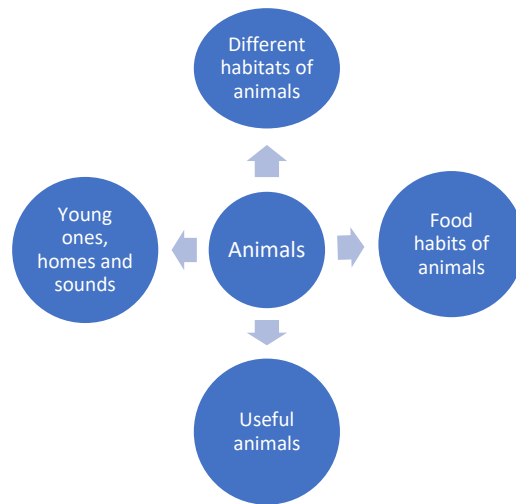 Different
habitats of
animals
Young
ones,
homes and
sounds
Animals
Food
habits of
animals
Useful
animals